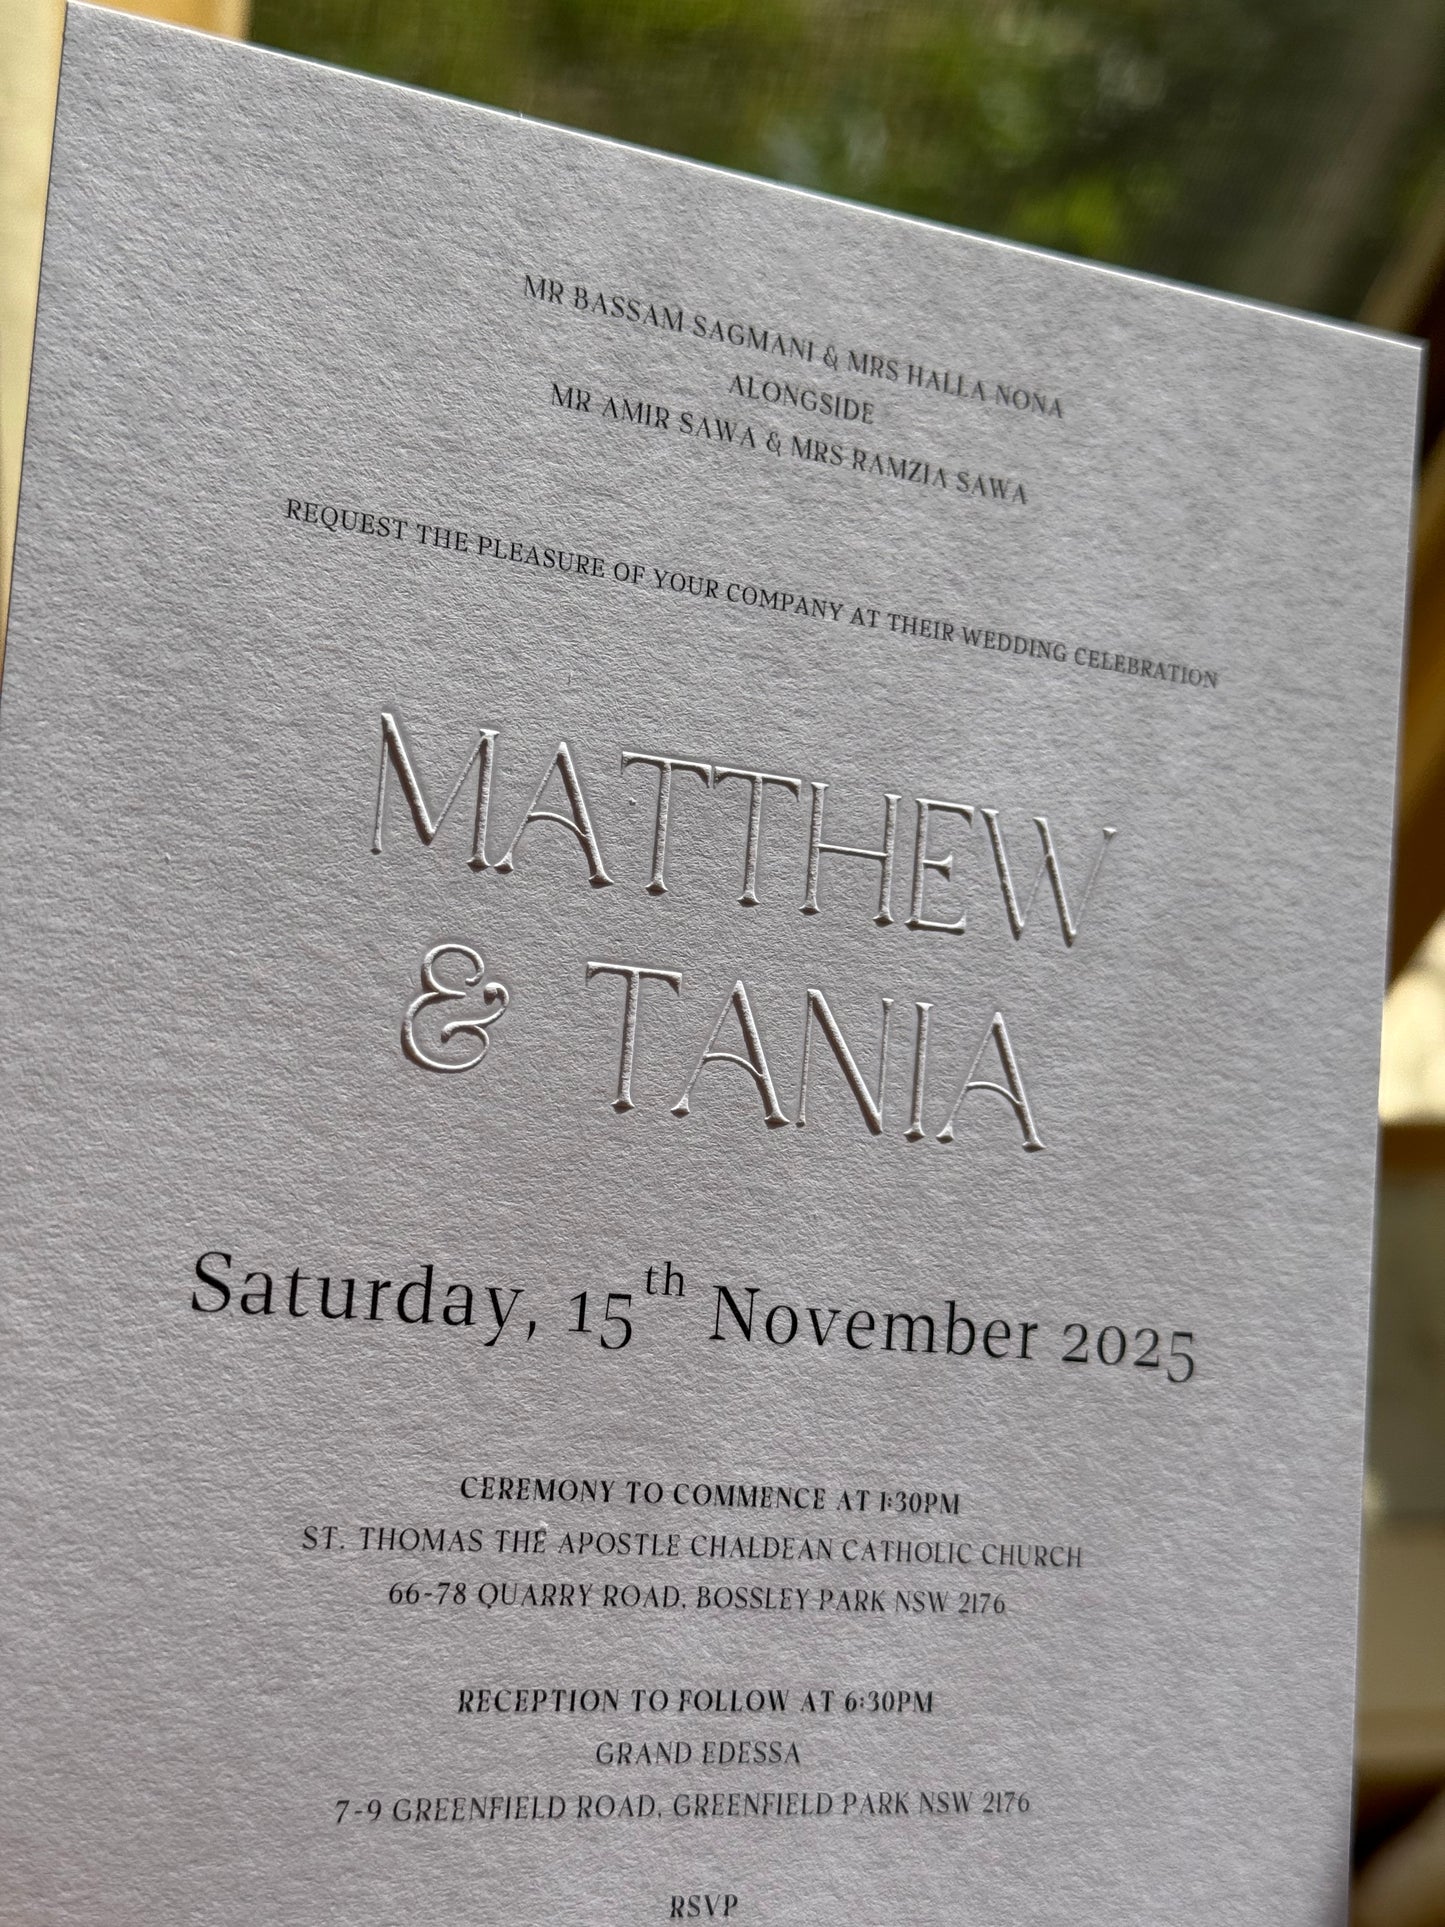 MR BASSAM SAGMANI & MRS HALLA NONA
ALONGSIDE
MR AMIR SAWA & MRS RAMZIA SAWA
REQUEST THE PLEASURE OF YOUR COMPANY AT THEIR WEDDING CELEBRATION
MATTHEW
& TANIA
Saturday, 15th November 2025
CEREMONY TO COMMENCE AT 1:30PM
ST. THOMAS THE APOSTLE CHALDEAN CATHOLIC CHURCH
66-78 QUARRY ROAD, BOSSLEY PARK NSW 2176
RECEPTION TO FOLLOW AT 6:30PM
GRAND EDESSA
7-9 GREENFIELD ROAD, GREENFIELD PARK NSW 2176
RSVP